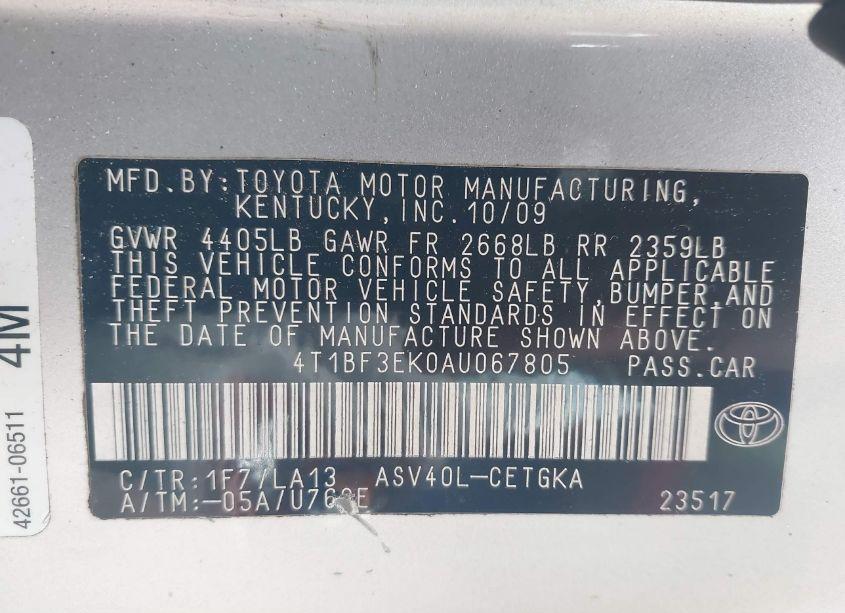 MFD.BY:TOYOTA MOTOR MANUFACTURING,
KENTUCKY,INC.10/09
GVWR 4405LB GAWR FR 2668LB RR 2359LB
THIS VEHICLE CONFORMS TO ALL APPLICABLE
FEDERAL MOTOR VEHICLE SAFETY,BUMPER,AND
THEFT PREVENTION STANDARDS IN EFFECT ON
THE DATE OF MANUFACTURE SHOWN ABOVE.
4T1BF3EK0AU067805 PASS.CAR
C/TR:1F7/LA13 ASV40L-CETGKA
A/TM:
23517
42661-06511 4M